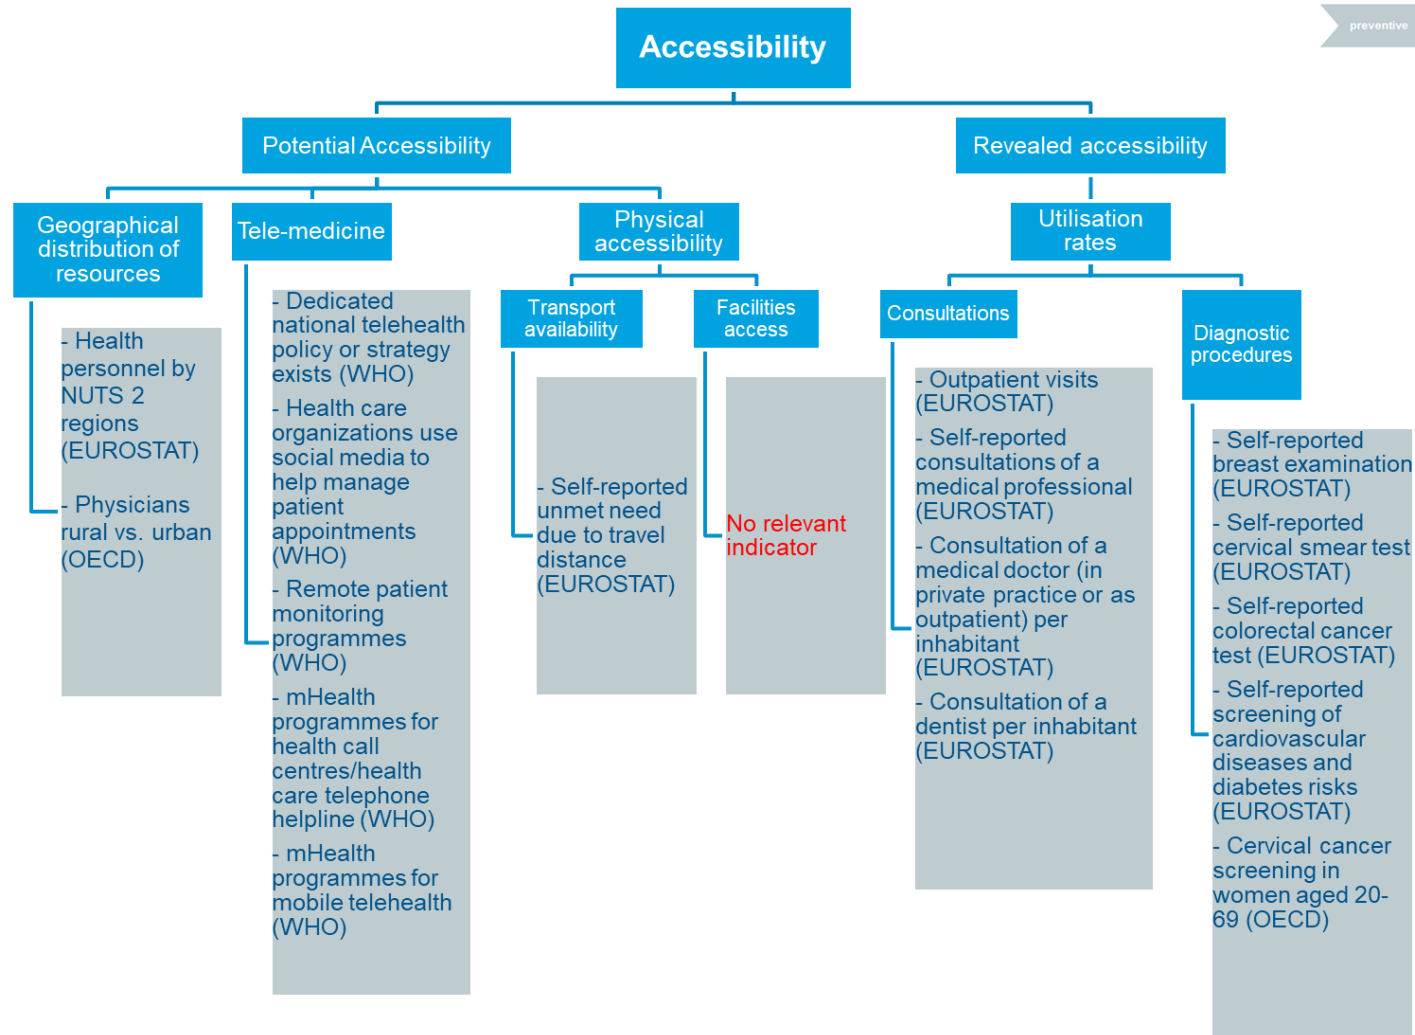 preventive
Accessibility
Potential Accessibility
Revealed accessibility
Geographical
distribution of
resources
Tele-medicine
Physical
accessibility
Utilisation
rates
Transport
availability
Facilities
access
Consultations
Diagnostic
procedures
- Health
personnel by
NUTS 2
regions
(EUROSTAT)
- Physicians
rural vs. urban
(OECD)
- Dedicated
national telehealth
policy or strategy
exists (WHO)
- Health care
organizations use
social media to
help manage
patient
appointments
(WHO)
- Remote patient
monitoring
programmes
(WHO)
- mHealth
programmes for
health call
centres/health
care telephone
helpline (WHO)
- mHealth
programmes for
mobile telehealth
(WHO)
- Self-reported
unmet need
due to travel
distance
(EUROSTAT)
No relevant
indicator
- Outpatient visits
(EUROSTAT)
- Self-reported
consultations of a
medical professional
(EUROSTAT)
- Consultation of a
medical doctor (in
private practice or as
outpatient) per
inhabitant
(EUROSTAT)
- Consultation of a
dentist per inhabitant
(EUROSTAT)
- Self-reported
breast examination
(EUROSTAT)
- Self-reported
cervical smear test
(EUROSTAT)
- Self-reported
colorectal cancer
test (EUROSTAT)
- Self-reported
screening of
cardiovascular
diseases and
diabetes risks
(EUROSTAT)
- Cervical cancer
screening in
women aged 20-
69 (OECD)